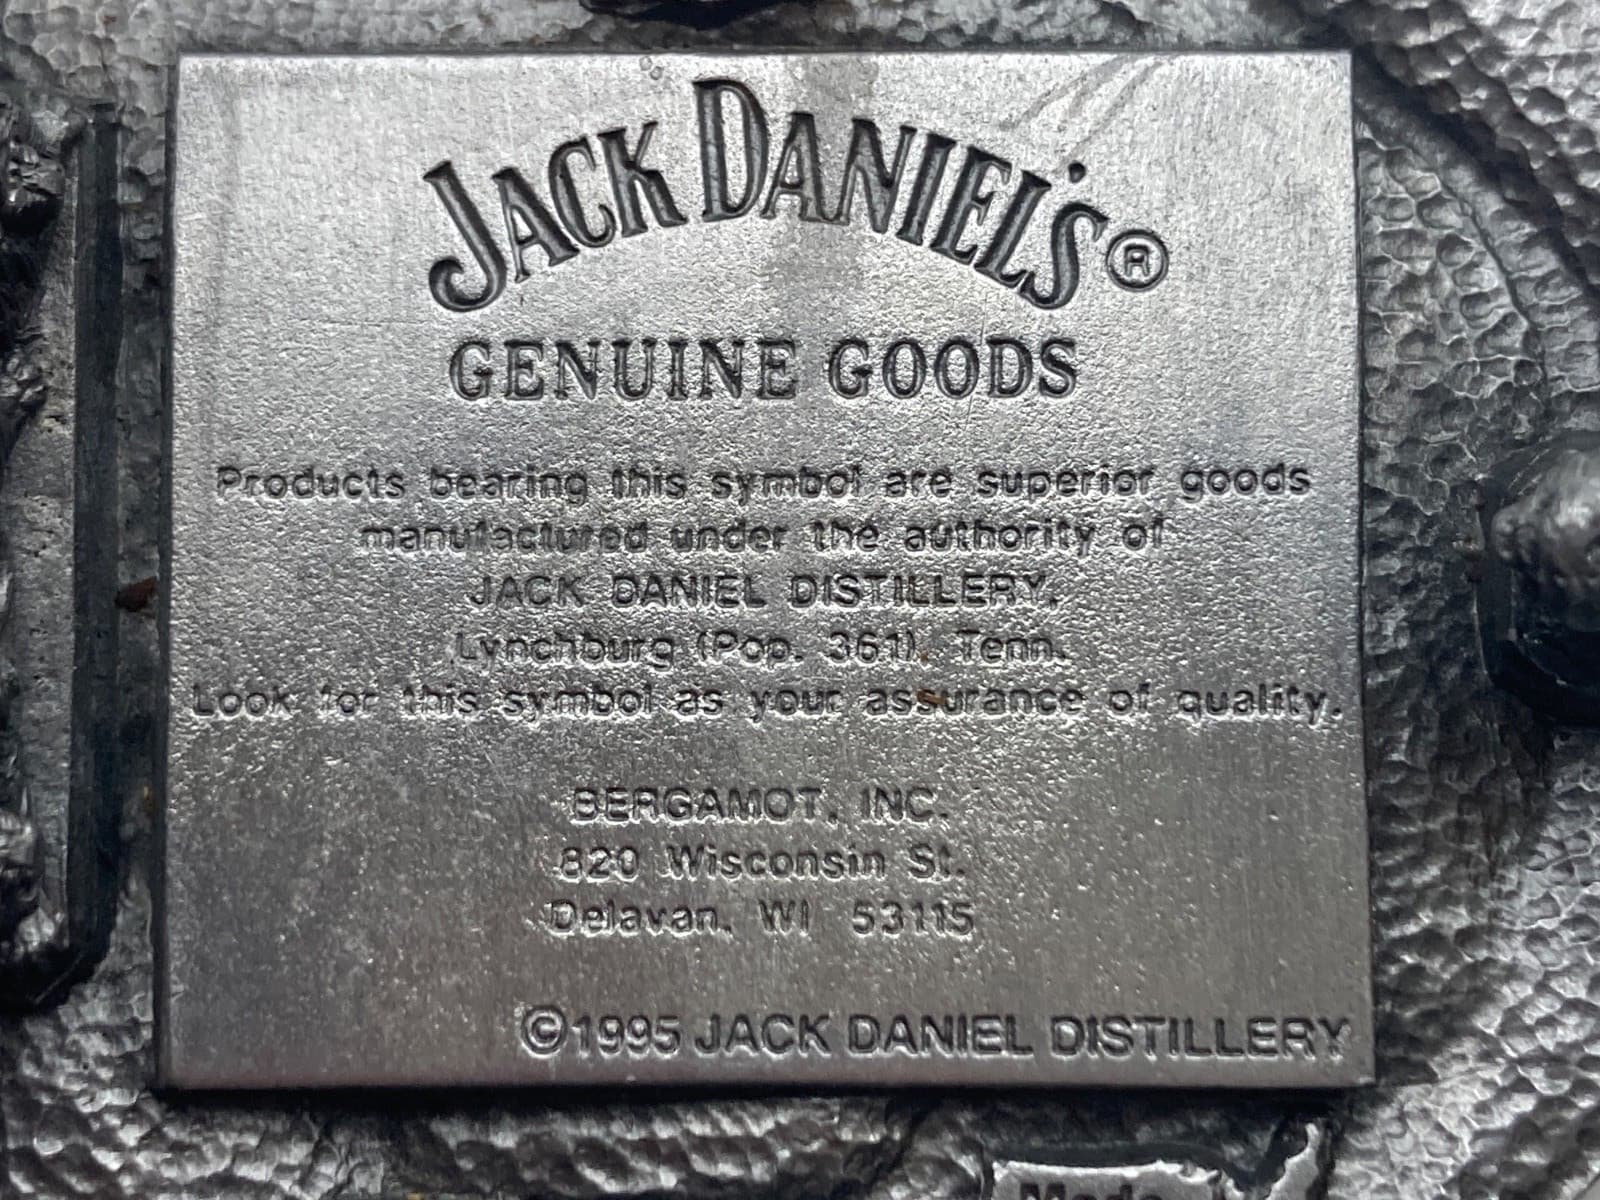 JACK DANIEL'S®
GENUINE GOODS
Products bearing this symbol are superior goods
manufactured under the authority of
JACK DANIEL DISTILLERY,
Lynchburg (Pop. 361), Tenn.
Look for this symbol as your assurance of quality.
BERGAMOT, INC.
820 Wisconsin St.
Delavan, WI 53115
©1995 JACK DANIEL DISTILLERY
Made